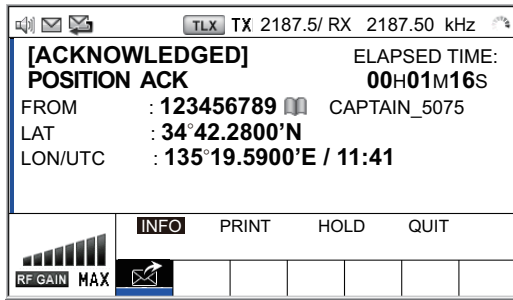 TLX TX 2187.5/ RX 2187.50 kHz
[ACKNOWLEDGED] ELAPSED TIME:
POSITION ACK 00H01M16S
FROM : 123456789 CAPTAIN_5075
LAT : 34°42.2800’N
LON/UTC : 135°19.5900’E / 11:41
INFO PRINT HOLD QUIT
RF GAIN MAX